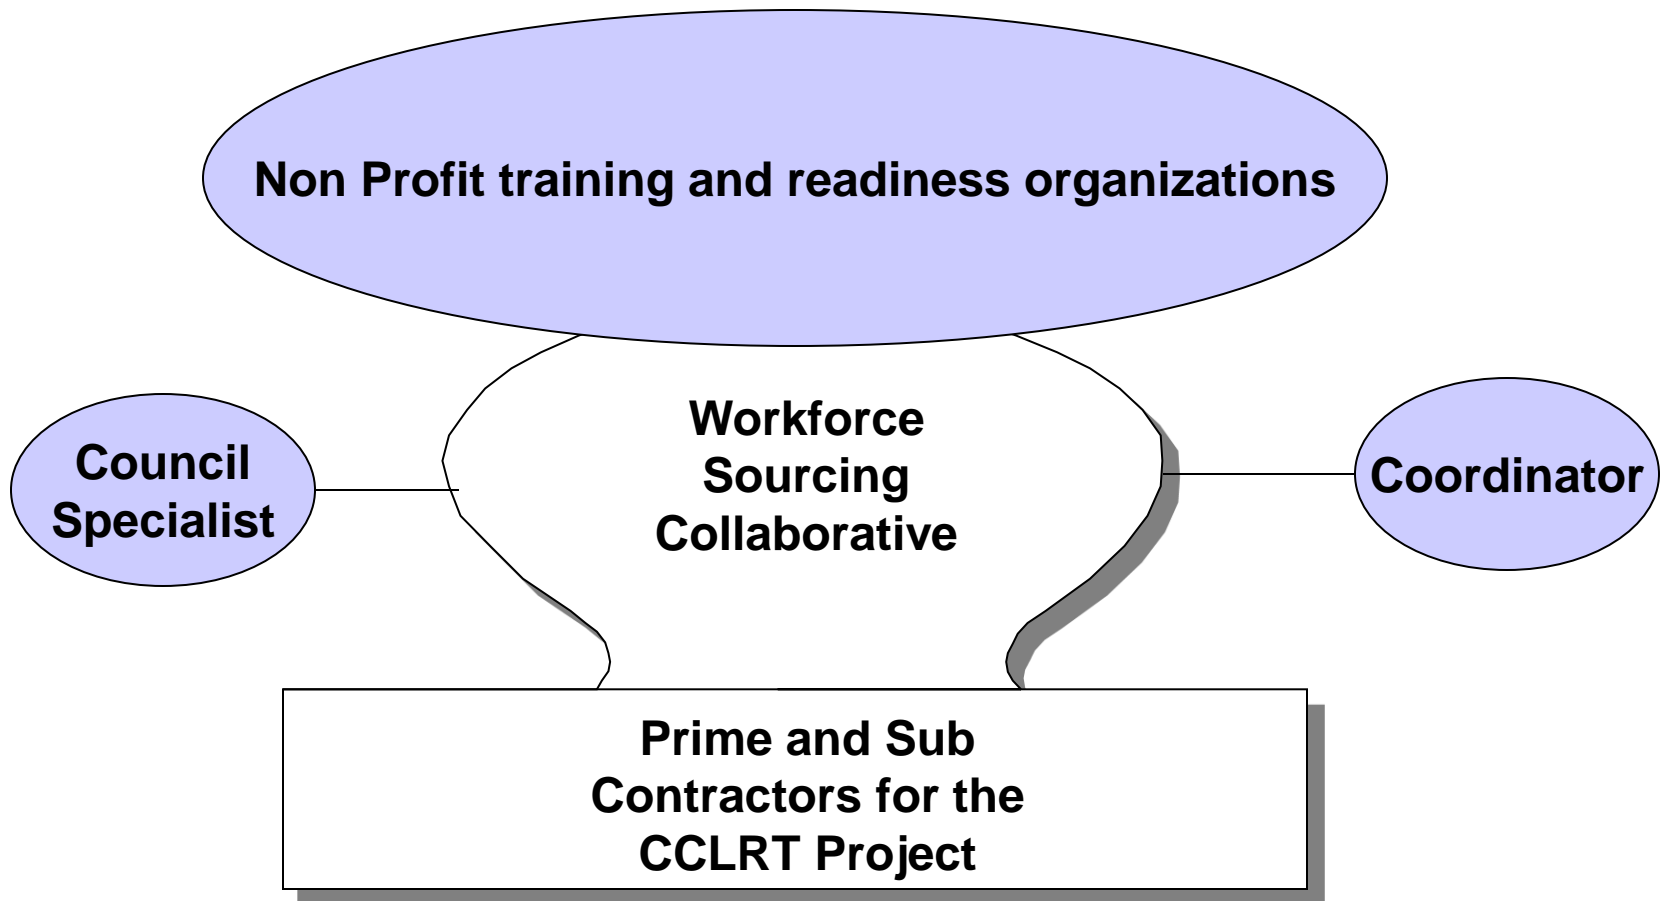 Non Profit training and readiness organizations
Workforce
Sourcing
Collaborative
Council
Specialist
Coordinator
Prime and Sub
Contractors for the
CCLRT Project